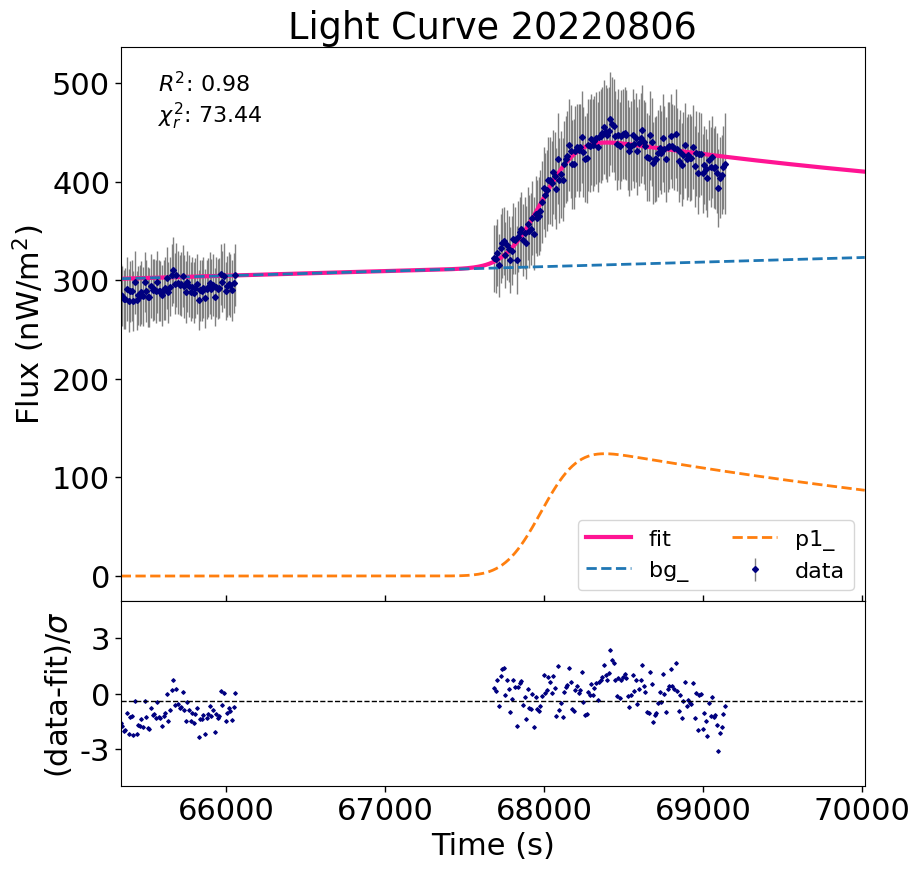 Light Curve 20220806
R²: 0.98
χ²ᵣ: 73.44
Flux (nW/m²)
500
400
300
200
100
0
fit
bg_
p1_
data
(data-fit)/σ
3
0
-3
66000 67000 68000 69000 70000
Time (s)